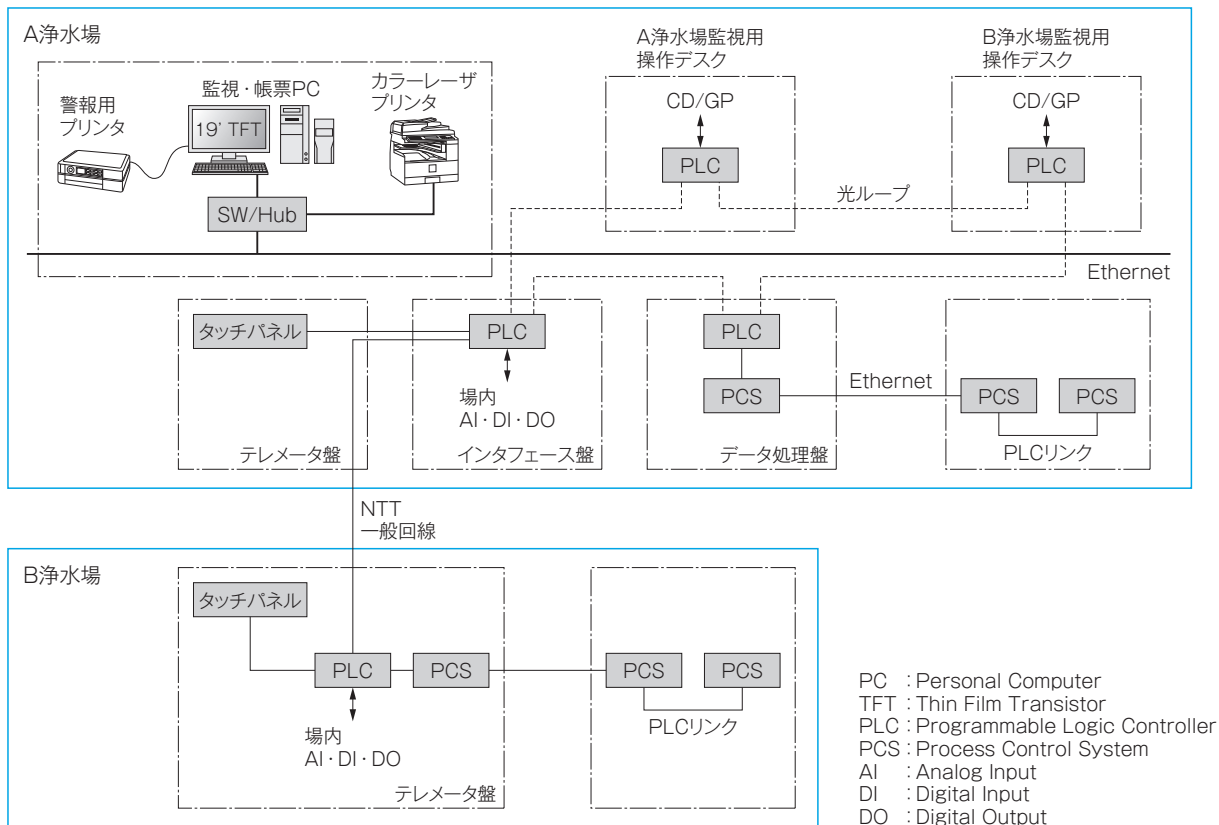 A浄水場
警報用
プリンタ
監視・帳票PC
19" TFT
カラーレーザ
プリンタ
SW/Hub
A浄水場監視用
操作デスク
CD/GP
PLC
B浄水場監視用
操作デスク
CD/GP
PLC
光ループ
Ethernet
タッチパネル
テレメータ盤
PLC
場内
AI・DI・DO
インタフェース盤
PLC
PCS
データ処理盤
Ethernet
PCS
PCS
PLCリンク
NTT
一般回線
B浄水場
タッチパネル
PLC
PCS
場内
AI・DI・DO
テレメータ盤
PCS
PCS
PLCリンク
PC : Personal Computer
TFT : Thin Film Transistor
PLC : Programmable Logic Controller
PCS : Process Control System
AI : Analog Input
DI : Digital Input
DO : Digital Output